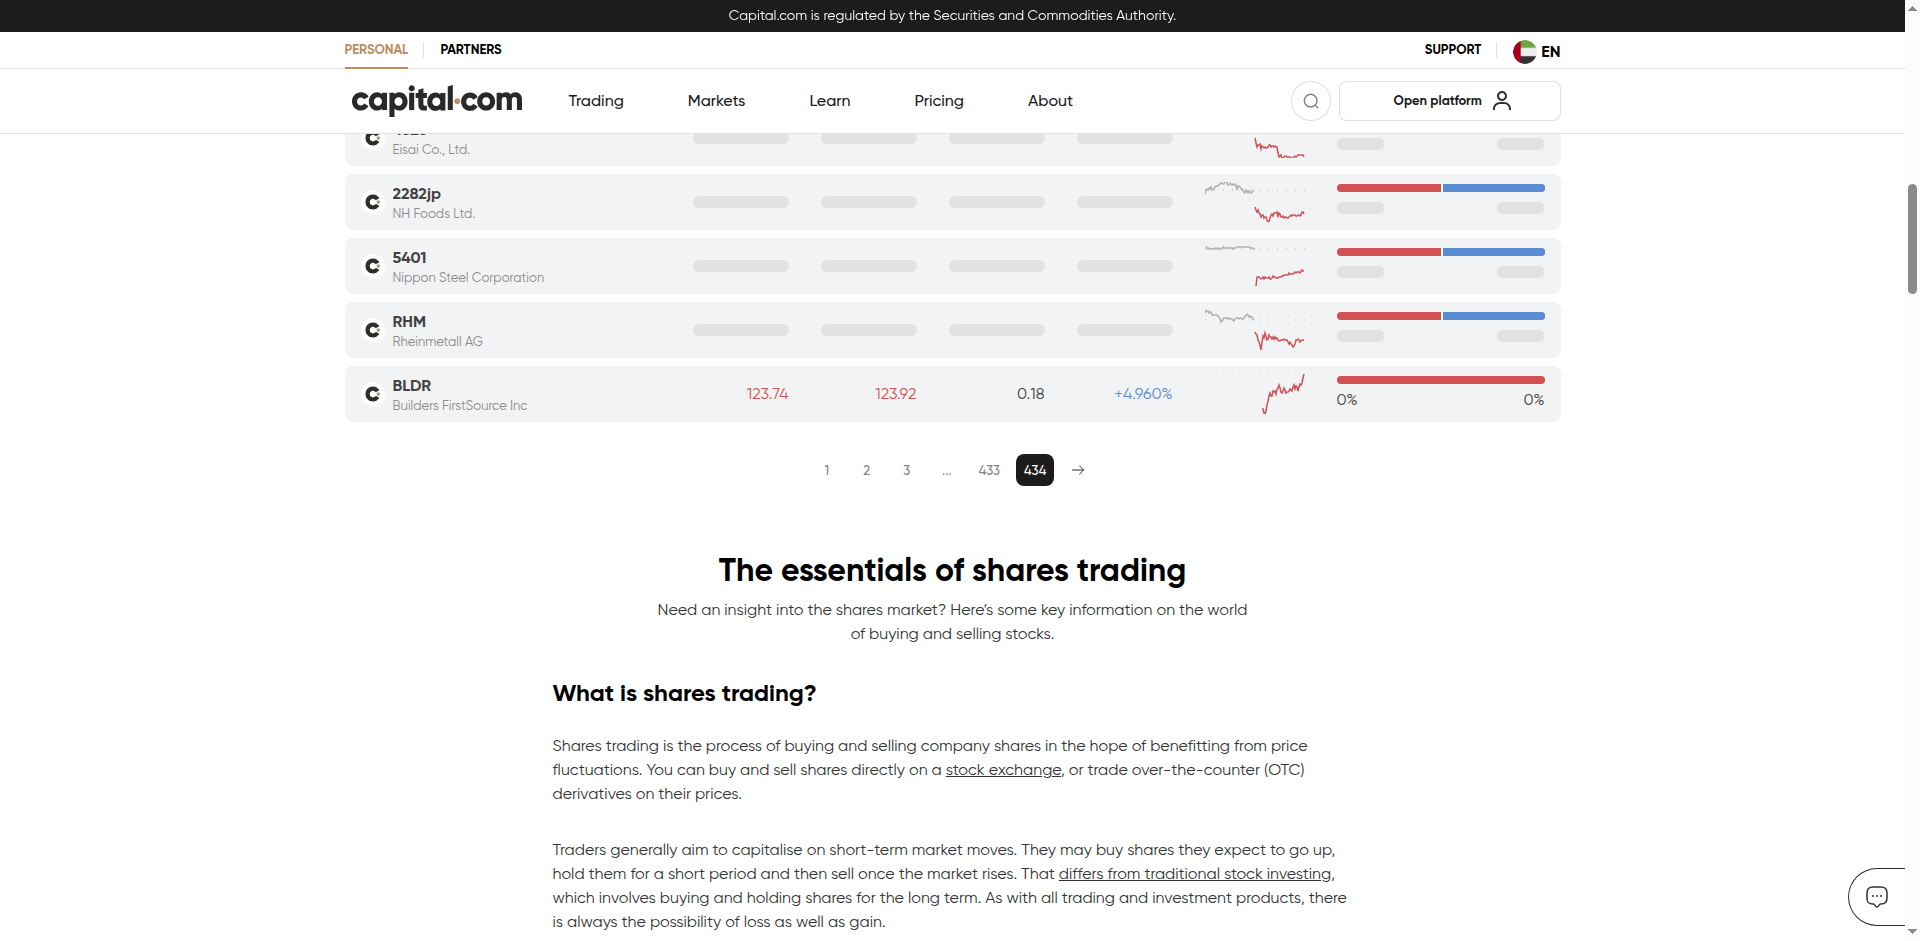 Capital.com is regulated by the Securities and Commodities Authority.
PERSONAL PARTNERS SUPPORT EN
capital.com Trading Markets Learn Pricing About Open platform
Eisai Co., Ltd.
2282jp
NH Foods Ltd.
5401
Nippon Steel Corporation
RHM
Rheinmetall AG
BLDR
Builders FirstSource Inc
123.74 123.92 0.18 +4.960% 0% 0%
1 2 3 ... 433 434
The essentials of shares trading
Need an insight into the shares market? Here’s some key information on the world
of buying and selling stocks.
What is shares trading?
Shares trading is the process of buying and selling company shares in the hope of benefitting from price
fluctuations. You can buy and sell shares directly on a stock exchange, or trade over-the-counter (OTC)
derivatives on their prices.
Traders generally aim to capitalise on short-term market moves. They may buy shares they expect to go up,
hold them for a short period and then sell once the market rises. That differs from traditional stock investing,
which involves buying and holding shares for the long term. As with all trading and investment products, there
is always the possibility of loss as well as gain.